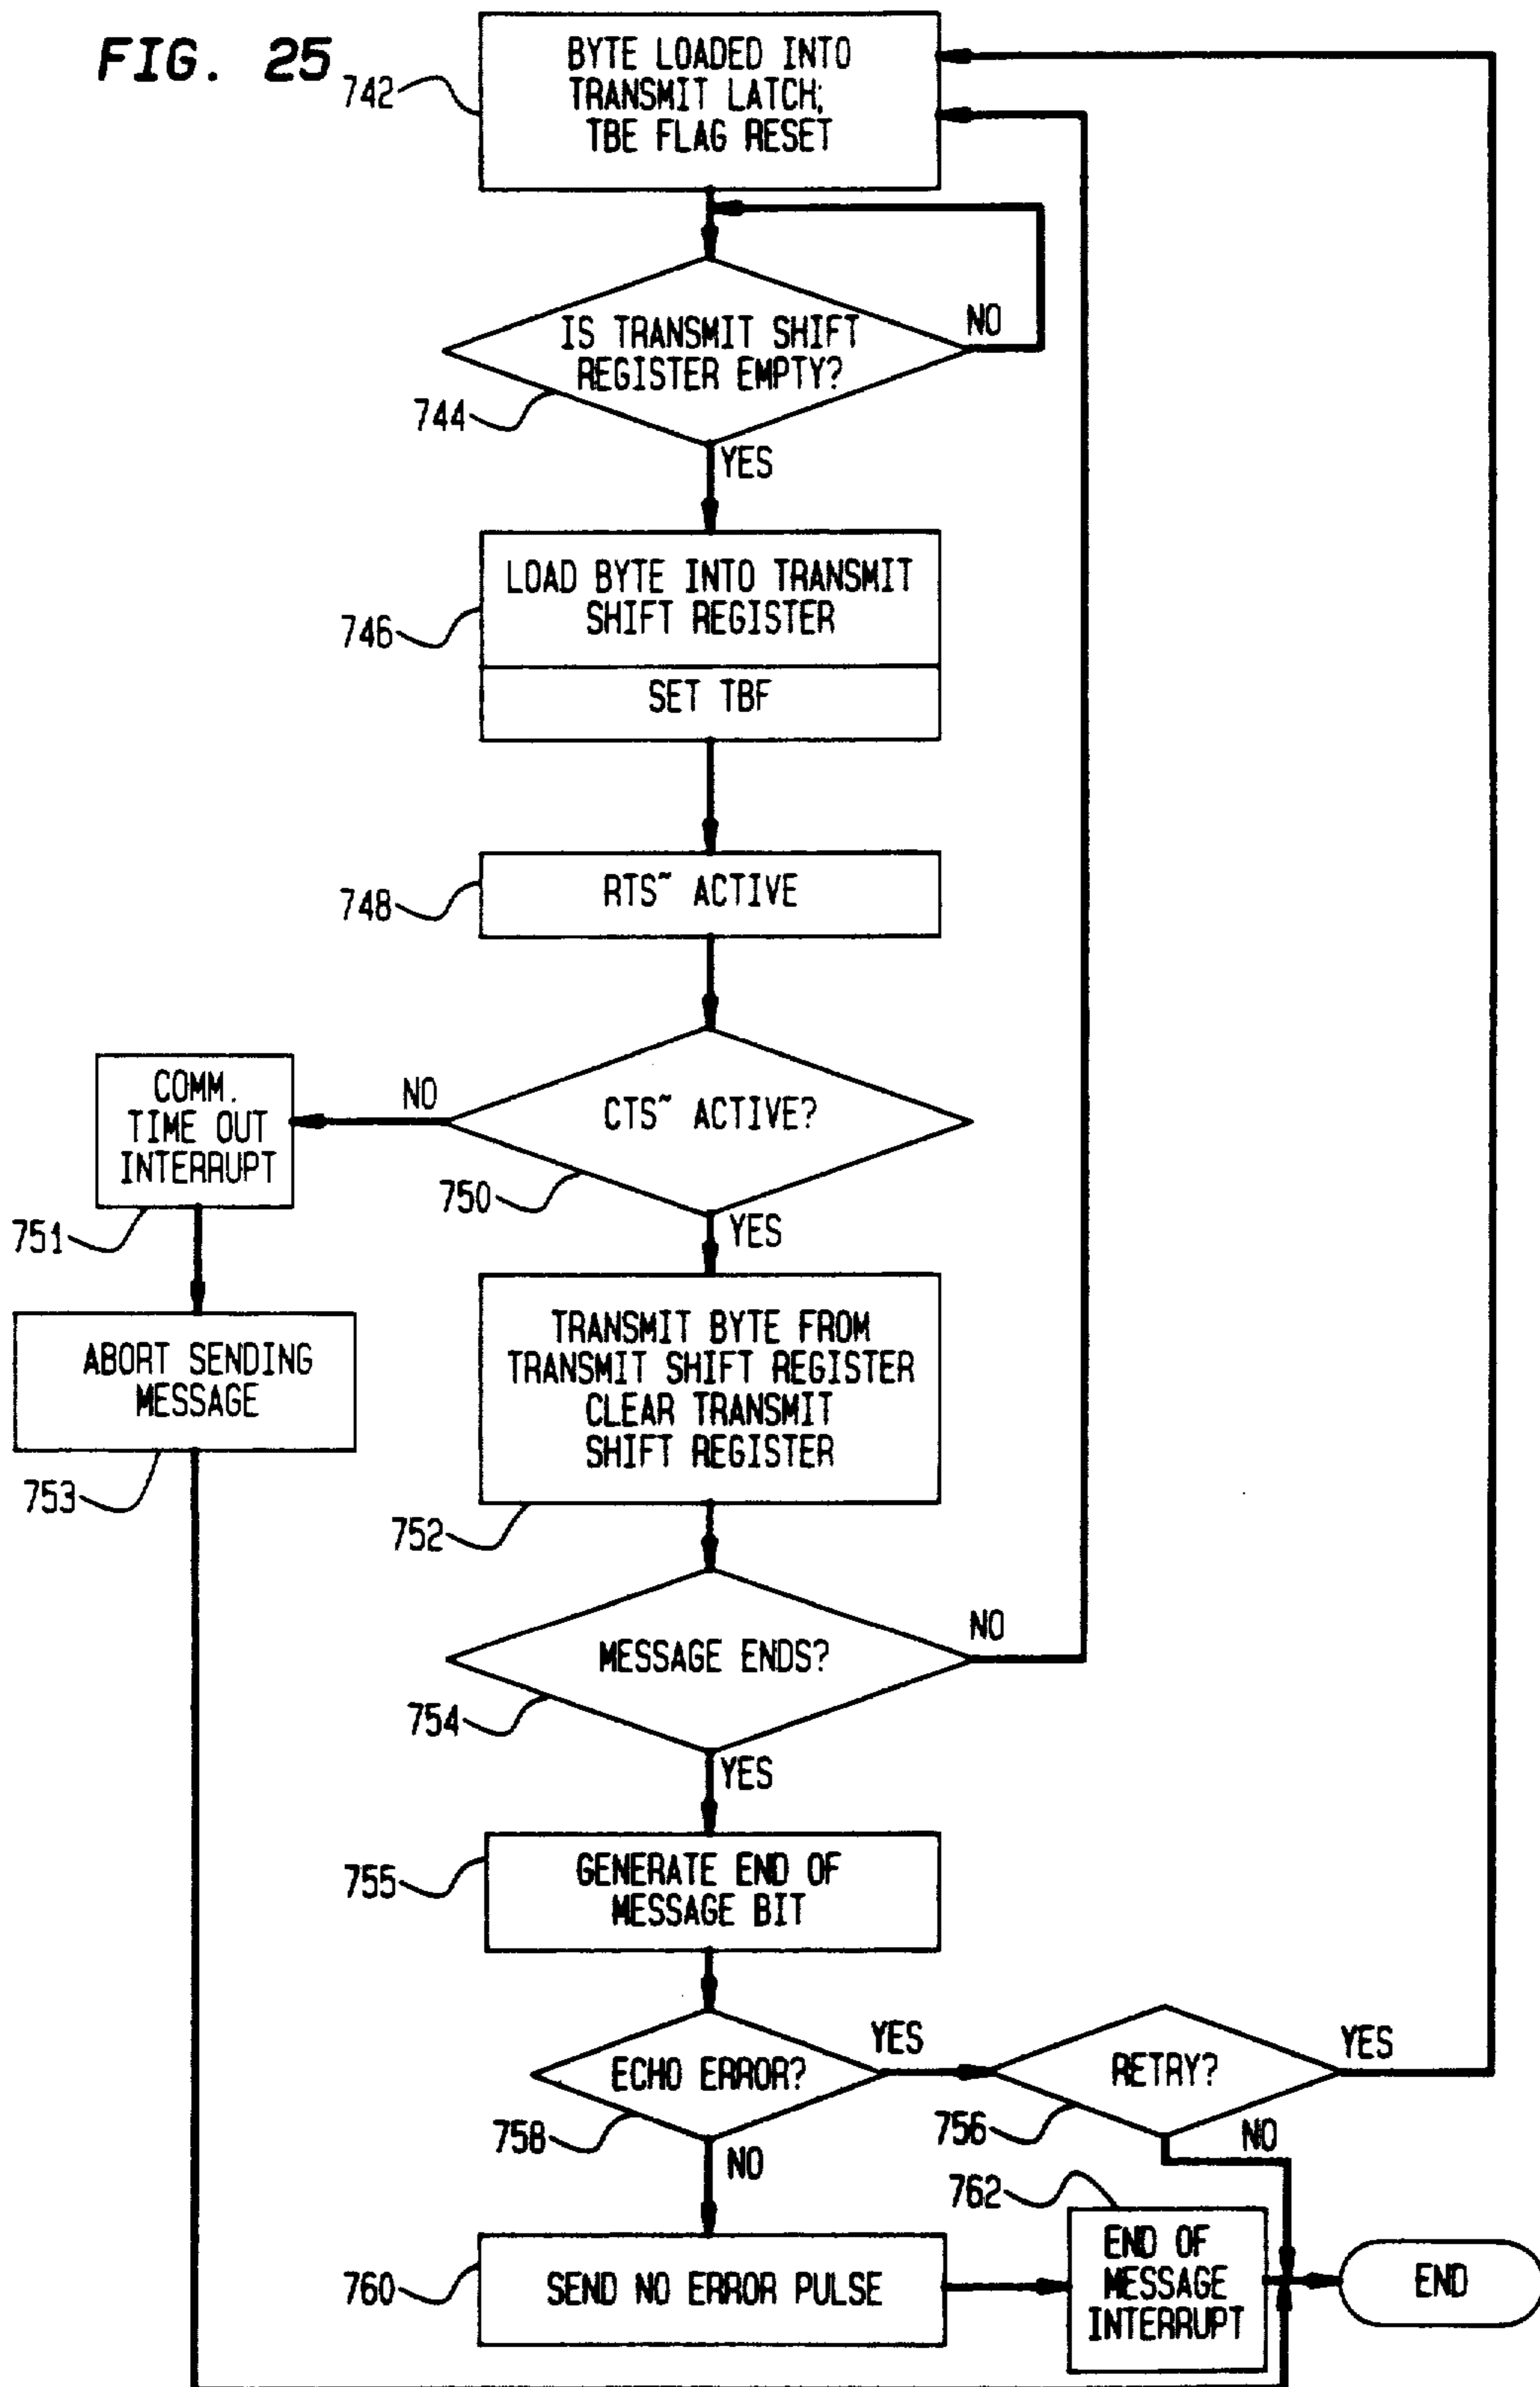 FIG. 25
742
BYTE LOADED INTO
TRANSMIT LATCH;
TBE FLAG RESET
IS TRANSMIT SHIFT
REGISTER EMPTY?
NO
744
YES
LOAD BYTE INTO TRANSMIT
SHIFT REGISTER
746
SET TBF
748
RTS~ ACTIVE
COMM.
TIME OUT
INTERRUPT
NO
CTS~ ACTIVE?
750
751
YES
ABORT SENDING
MESSAGE
TRANSMIT BYTE FROM
TRANSMIT SHIFT REGISTER
CLEAR TRANSMIT
SHIFT REGISTER
753
752
NO
MESSAGE ENDS?
754
YES
755
GENERATE END OF
MESSAGE BIT
ECHO ERROR?
YES
RETRY?
YES
758
756
NO
NO
762
760
SEND NO ERROR PULSE
END OF
MESSAGE
INTERRUPT
END